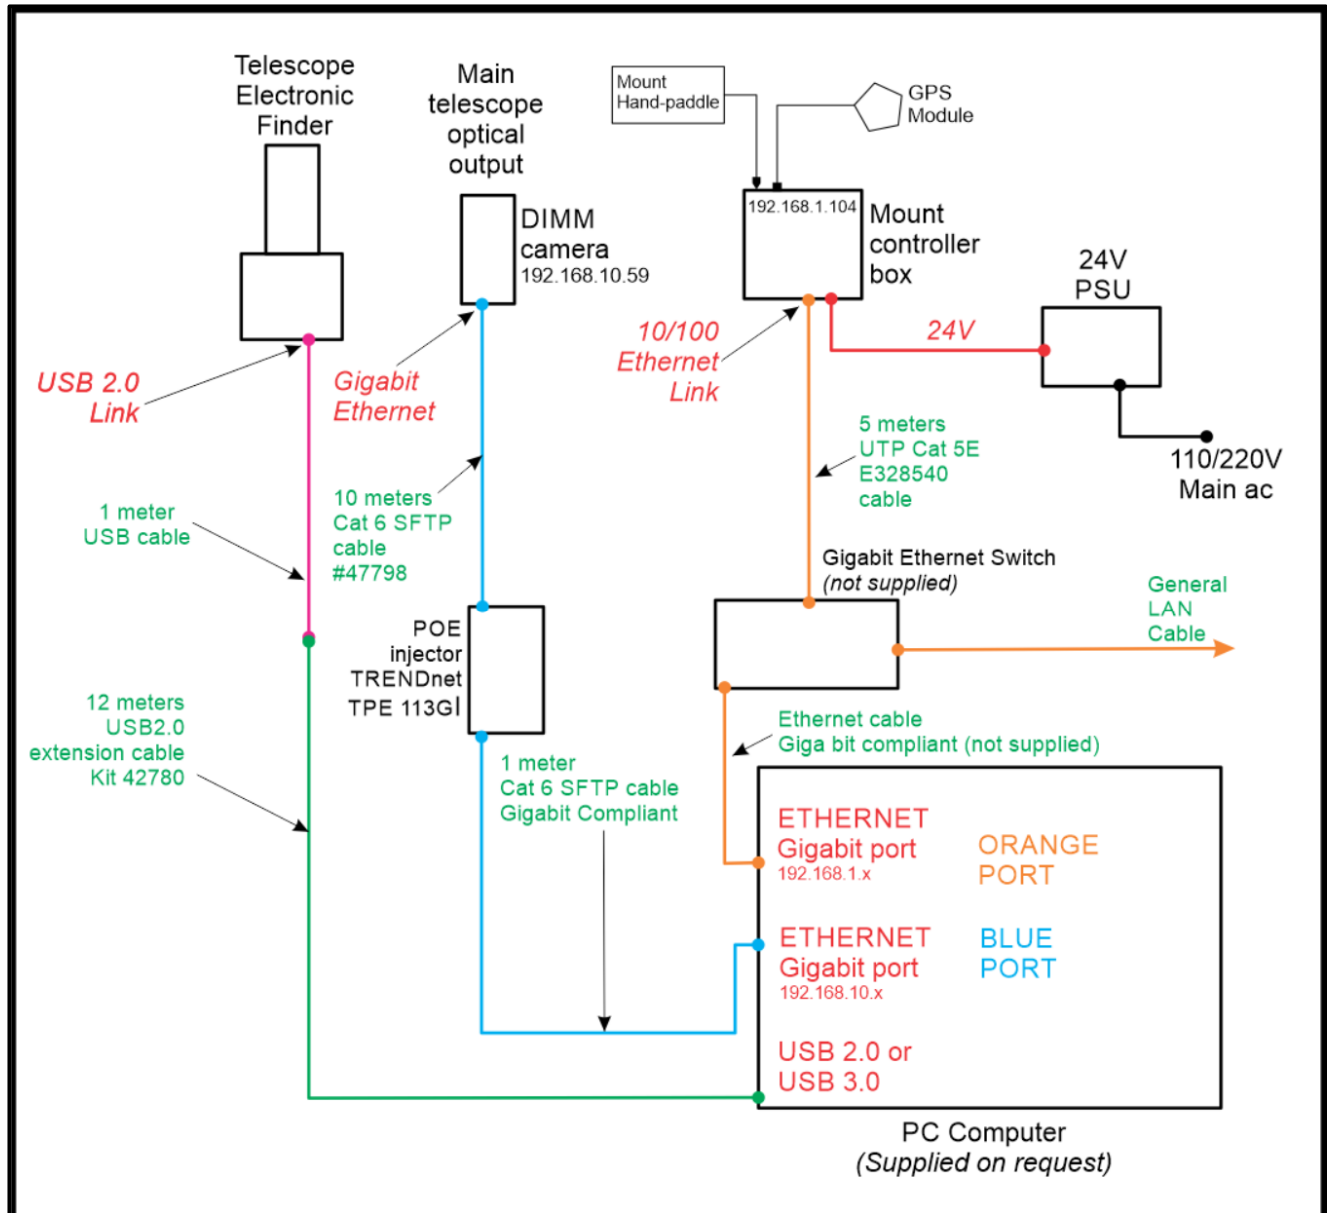 Telescope
Electronic
Finder
Main
telescope
optical
output
Mount
Hand-paddle
GPS
Module
192.168.1.104
Mount
controller
box
DIMM
camera
192.168.10.59
24V
PSU
10/100
Ethernet
Link
24V
USB 2.0
Link
Gigabit
Ethernet
5 meters
UTP Cat 5E
E328540
cable
110/220V
Main ac
10 meters
Cat 6 SFTP
cable
#47798
1 meter
USB cable
Gigabit Ethernet Switch
(not supplied)
General
LAN
Cable
POE
injector
TRENDnet
TPE 113GI
12 meters
USB2.0
extension cable
Kit 42780
Ethernet cable
Giga bit compliant (not supplied)
1 meter
Cat 6 SFTP cable
Gigabit Compliant
ETHERNET
Gigabit port
192.168.1.x
ORANGE
PORT
ETHERNET
Gigabit port
192.168.10.x
BLUE
PORT
USB 2.0 or
USB 3.0
PC Computer
(Supplied on request)